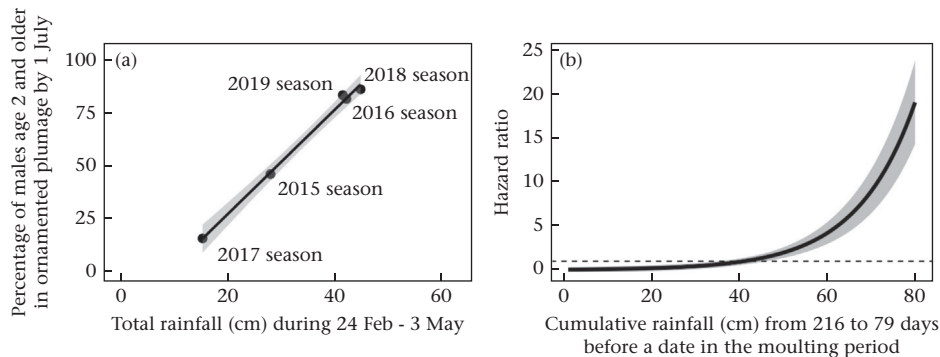 Percentage of males age 2 and older
in ornamented plumage by 1 July
100
75
50
25
0
(a)
2019 season
2018 season
2016 season
2015 season
2017 season
0 20 40 60
Total rainfall (cm) during 24 Feb - 3 May
Hazard ratio
25
20
15
10
5
0
(b)
0 20 40 60 80
Cumulative rainfall (cm) from 216 to 79 days
before a date in the moulting period